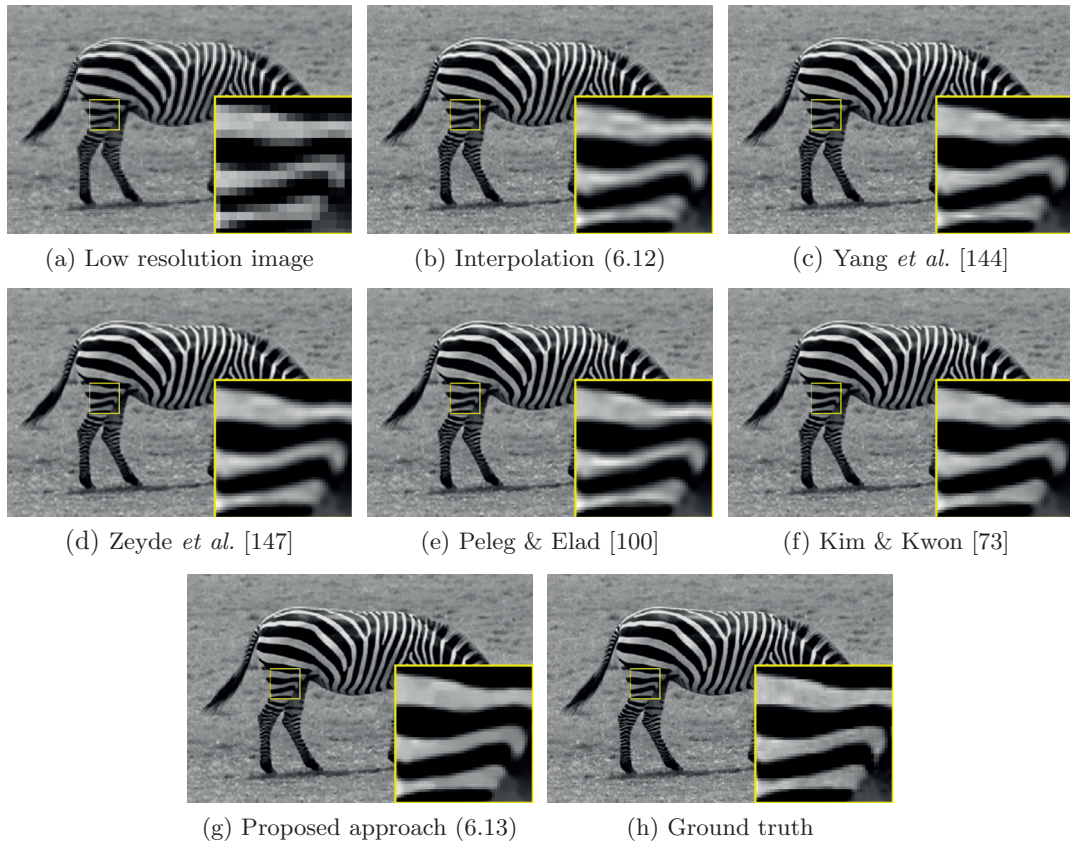 (a) Low resolution image
(b) Interpolation (6.12)
(c) Yang et al. [144]
(d) Zeyde et al. [147]
(e) Peleg & Elad [100]
(f) Kim & Kwon [73]
(g) Proposed approach (6.13)
(h) Ground truth